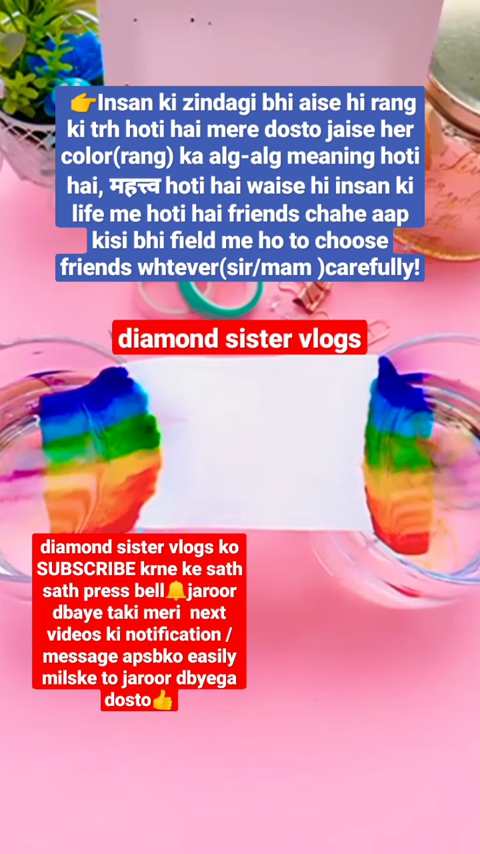 👉Insan ki zindagi bhi aise hi rang
ki trh hoti hai mere dosto jaise her
color(rang) ka alg-alg meaning hoti
hai, महत्त्व hoti hai waise hi insan ki
life me hoti hai friends chahe aap
kisi bhi field me ho to choose
friends whtever(sir/mam )carefully!
diamond sister vlogs
diamond sister vlogs ko
SUBSCRIBE krne ke sath
sath press bell🔔jaroor
dbaye taki meri next
videos ki notification /
message apsbko easily
milske to jaroor dbyega
dosto👍